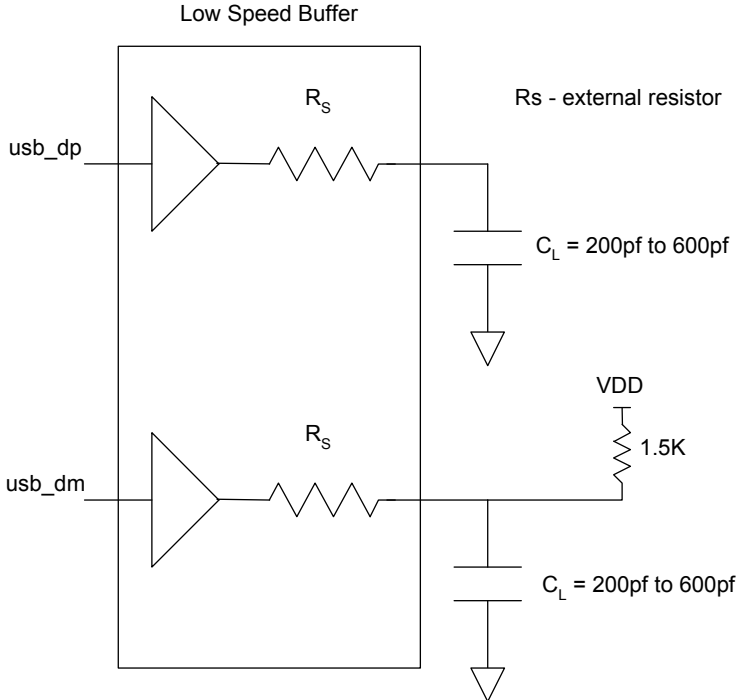 Low Speed Buffer
R_S
Rs - external resistor
usb_dp
C_L = 200pf to 600pf
VDD
R_S
1.5K
usb_dm
C_L = 200pf to 600pf